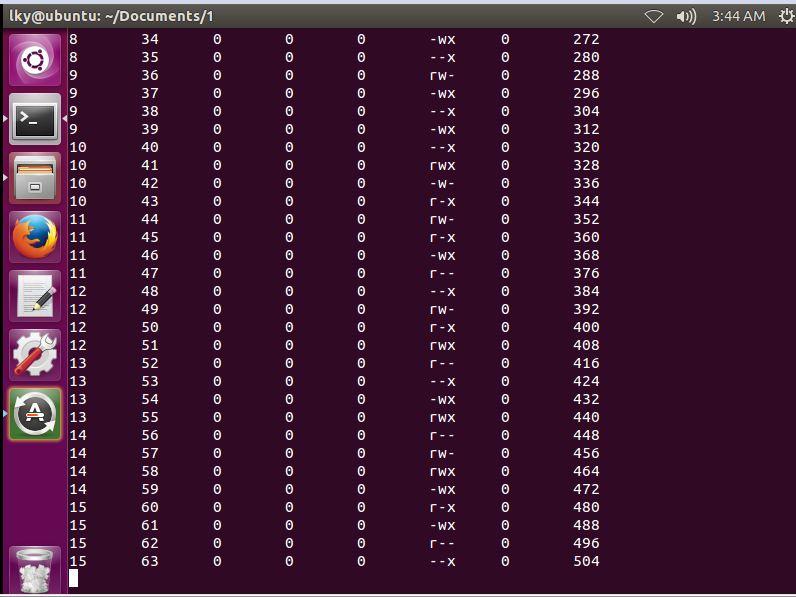 lky@ubuntu: ~/Documents/1 3:44 AM
8 34 0 0 0 -wx 0 272
8 35 0 0 0 --x 0 280
9 36 0 0 0 rw- 0 288
9 37 0 0 0 -wx 0 296
9 38 0 0 0 --x 0 304
9 39 0 0 0 -wx 0 312
10 40 0 0 0 --x 0 320
10 41 0 0 0 rwx 0 328
10 42 0 0 0 -w- 0 336
10 43 0 0 0 r-x 0 344
11 44 0 0 0 rw- 0 352
11 45 0 0 0 r-x 0 360
11 46 0 0 0 -wx 0 368
11 47 0 0 0 r-- 0 376
12 48 0 0 0 --x 0 384
12 49 0 0 0 rw- 0 392
12 50 0 0 0 r-x 0 400
12 51 0 0 0 rwx 0 408
13 52 0 0 0 r-- 0 416
13 53 0 0 0 --x 0 424
13 54 0 0 0 -wx 0 432
13 55 0 0 0 rwx 0 440
14 56 0 0 0 r-- 0 448
14 57 0 0 0 rw- 0 456
14 58 0 0 0 rwx 0 464
14 59 0 0 0 -wx 0 472
15 60 0 0 0 r-x 0 480
15 61 0 0 0 -wx 0 488
15 62 0 0 0 r-- 0 496
15 63 0 0 0 --x 0 504